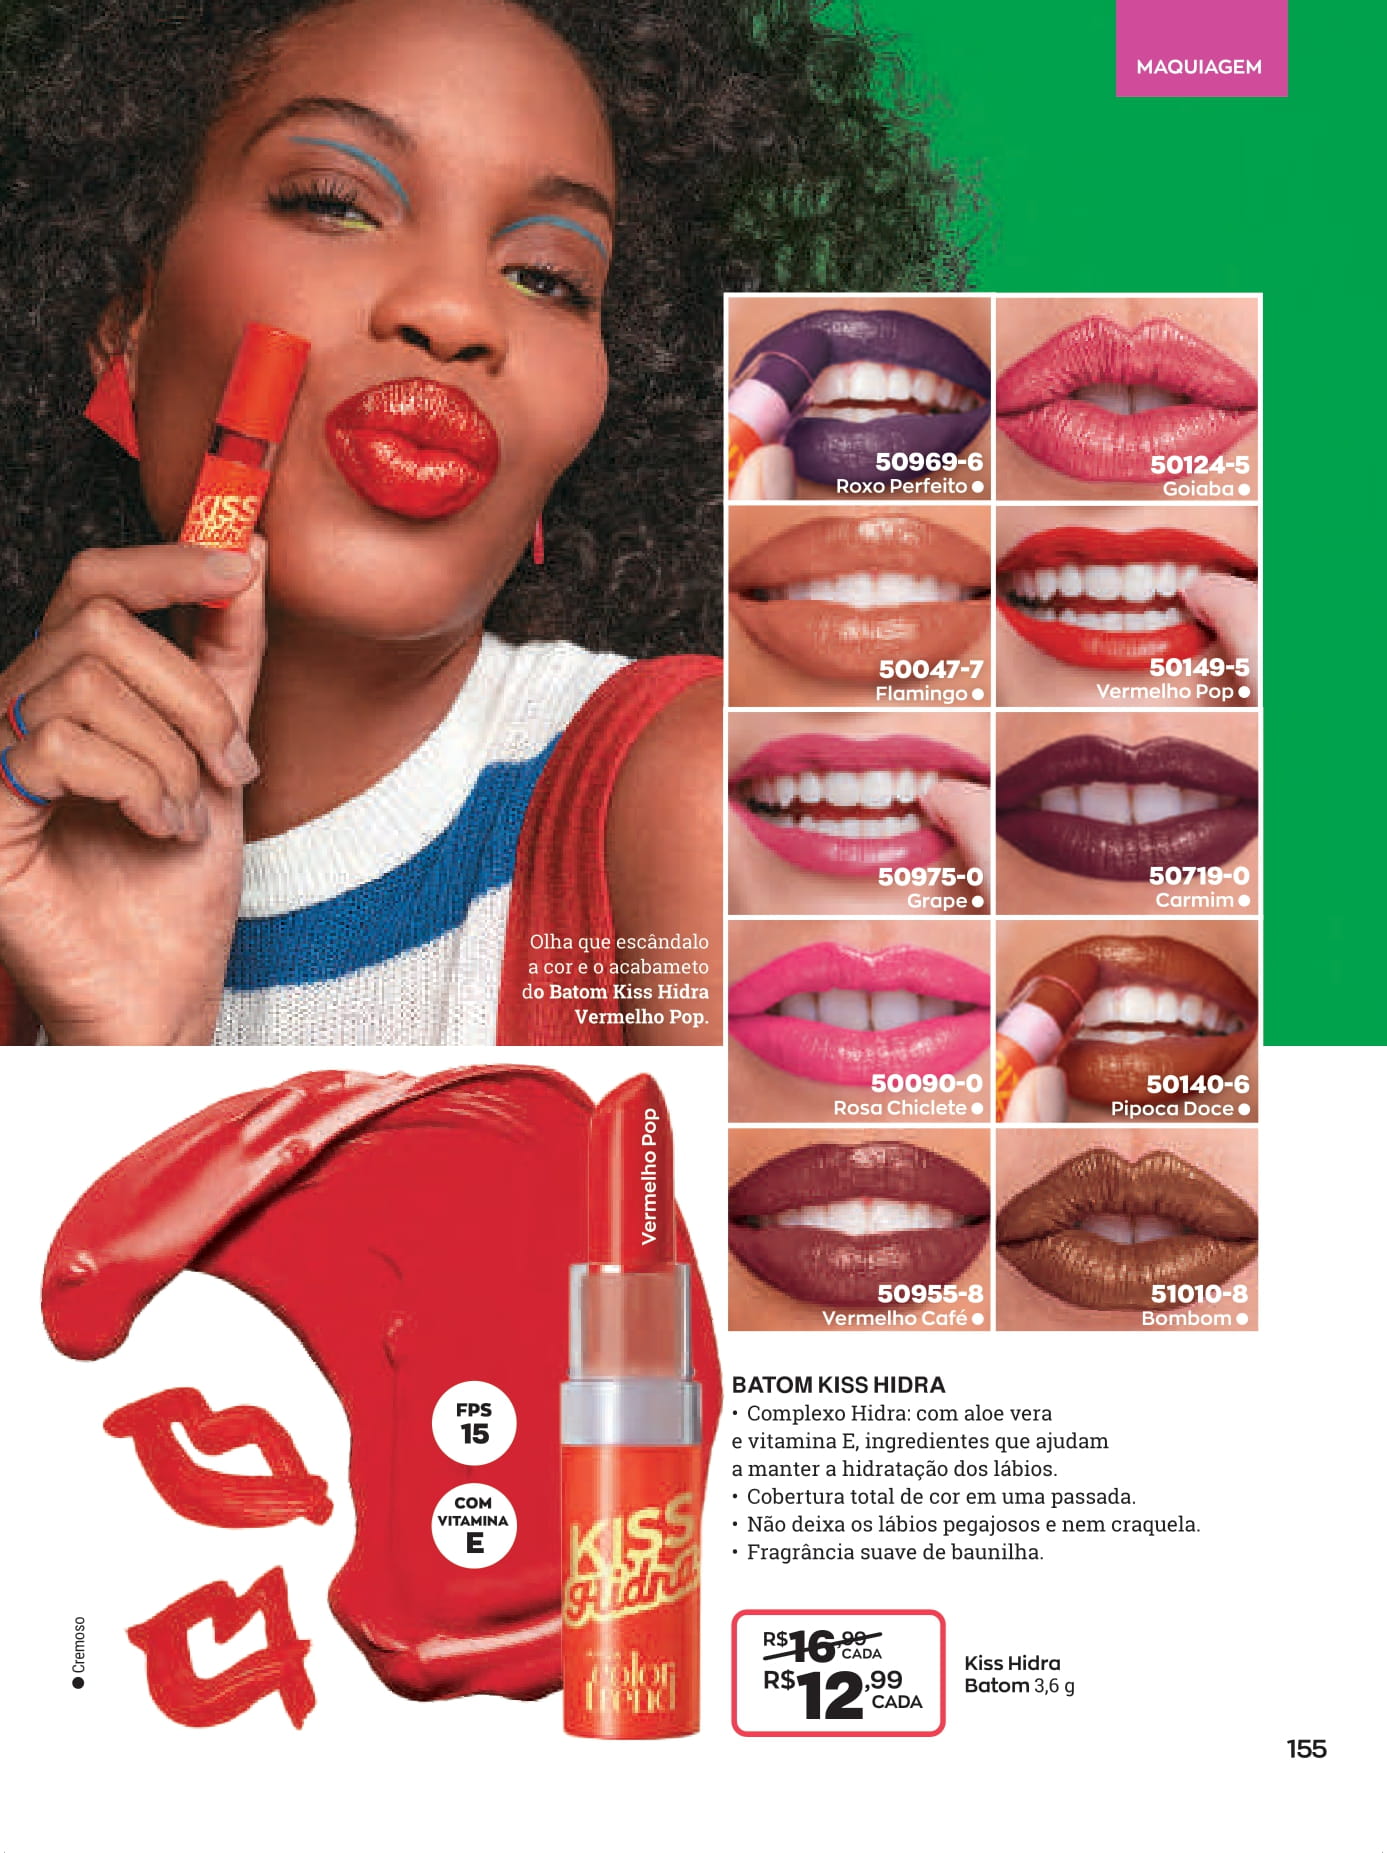 MAQUIAGEM
KISS
50969-6
Roxo Perfeito ●
50124-5
Goiaba ●
50047-7
Flamingo ●
50149-5
Vermelho Pop ●
50975-0
Grape ●
50719-0
Carmim ●
50090-0
Rosa Chiclete ●
50140-6
Pipoca Doce ●
50955-8
Vermelho Café ●
51010-8
Bombom ●
Olha que escândalo
a cor e o acabameto
do Batom Kiss Hidra
Vermelho Pop.
Vermelho Pop
FPS
15
COM
VITAMINA
E
KISS
Hidra
color
trend
● Cremoso
BATOM KISS HIDRA
• Complexo Hidra: com aloe vera
e vitamina E, ingredientes que ajudam
a manter a hidratação dos lábios.
• Cobertura total de cor em uma passada.
• Não deixa os lábios pegajosos e nem craquela.
• Fragrância suave de baunilha.
R$16,99
CADA
R$12,99
CADA
Kiss Hidra
Batom 3,6 g
155